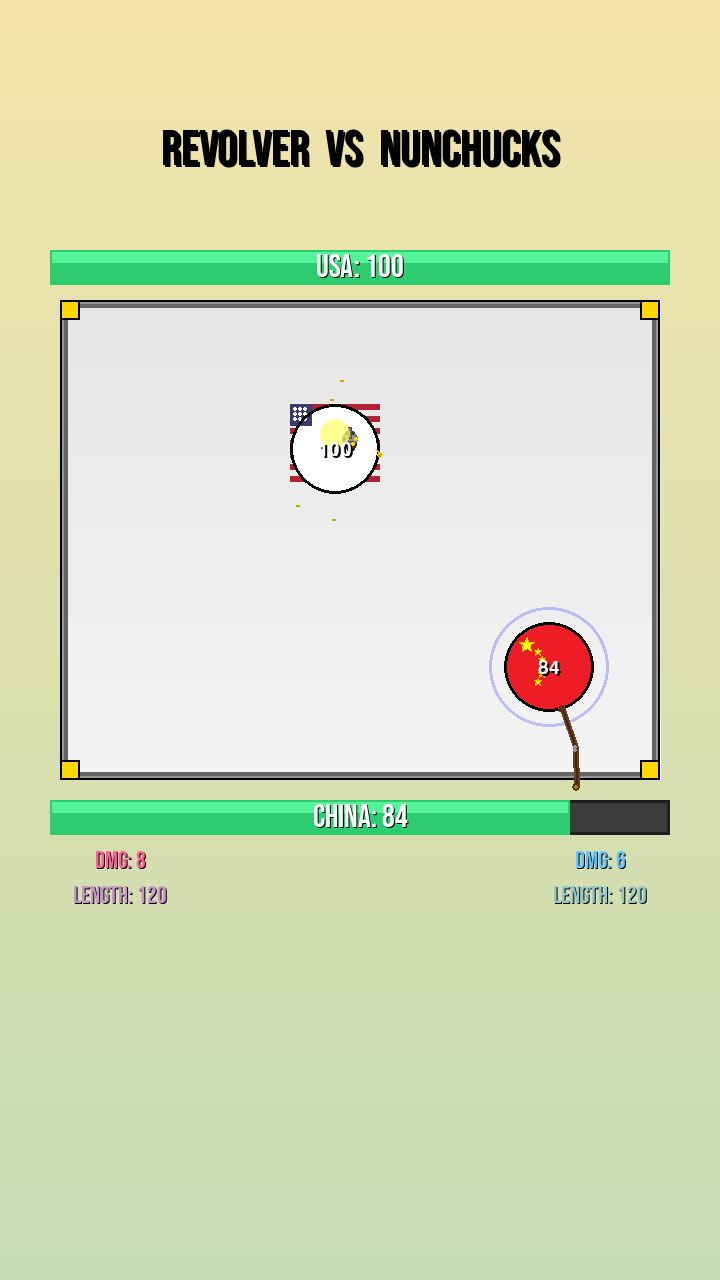 REVOLVER VS NUNCHUCKS
USA: 100
100
84
CHINA: 84
DMG: 8
DMG: 6
LENGTH: 120
LENGTH: 120